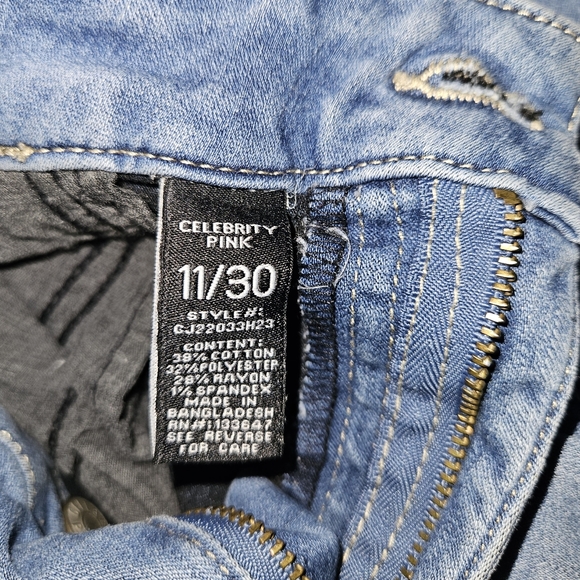 CELEBRITY
PINK
11/30
STYLE#:
CJ22033H23
CONTENT:
38% COTTON
32% POLYESTER
28% RAYON
1% SPANDEX
MADE IN
BANGLADESH
RN#:133647
SEE REVERSE
FOR CARE